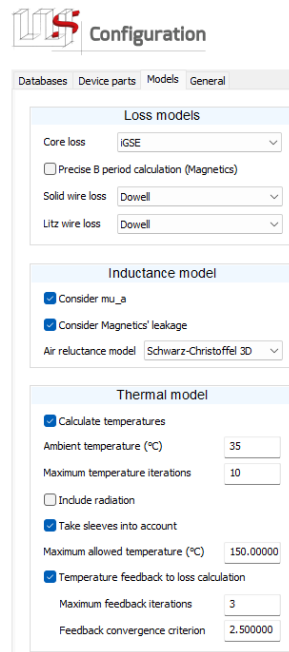 Configuration
Databases Device parts Models General
Loss models
Core loss iGSE
Precise B period calculation (Magnetics)
Solid wire loss Dowell
Litz wire loss Dowell
Inductance model
Consider mu_a
Consider Magnetics' leakage
Air reluctance model Schwarz-Christoffel 3D
Thermal model
Calculate temperatures
Ambient temperature (°C) 35
Maximum temperature iterations 10
Include radiation
Take sleeves into account
Maximum allowed temperature (°C) 150.00000
Temperature feedback to loss calculation
Maximum feedback iterations 3
Feedback convergence criterion 2.500000